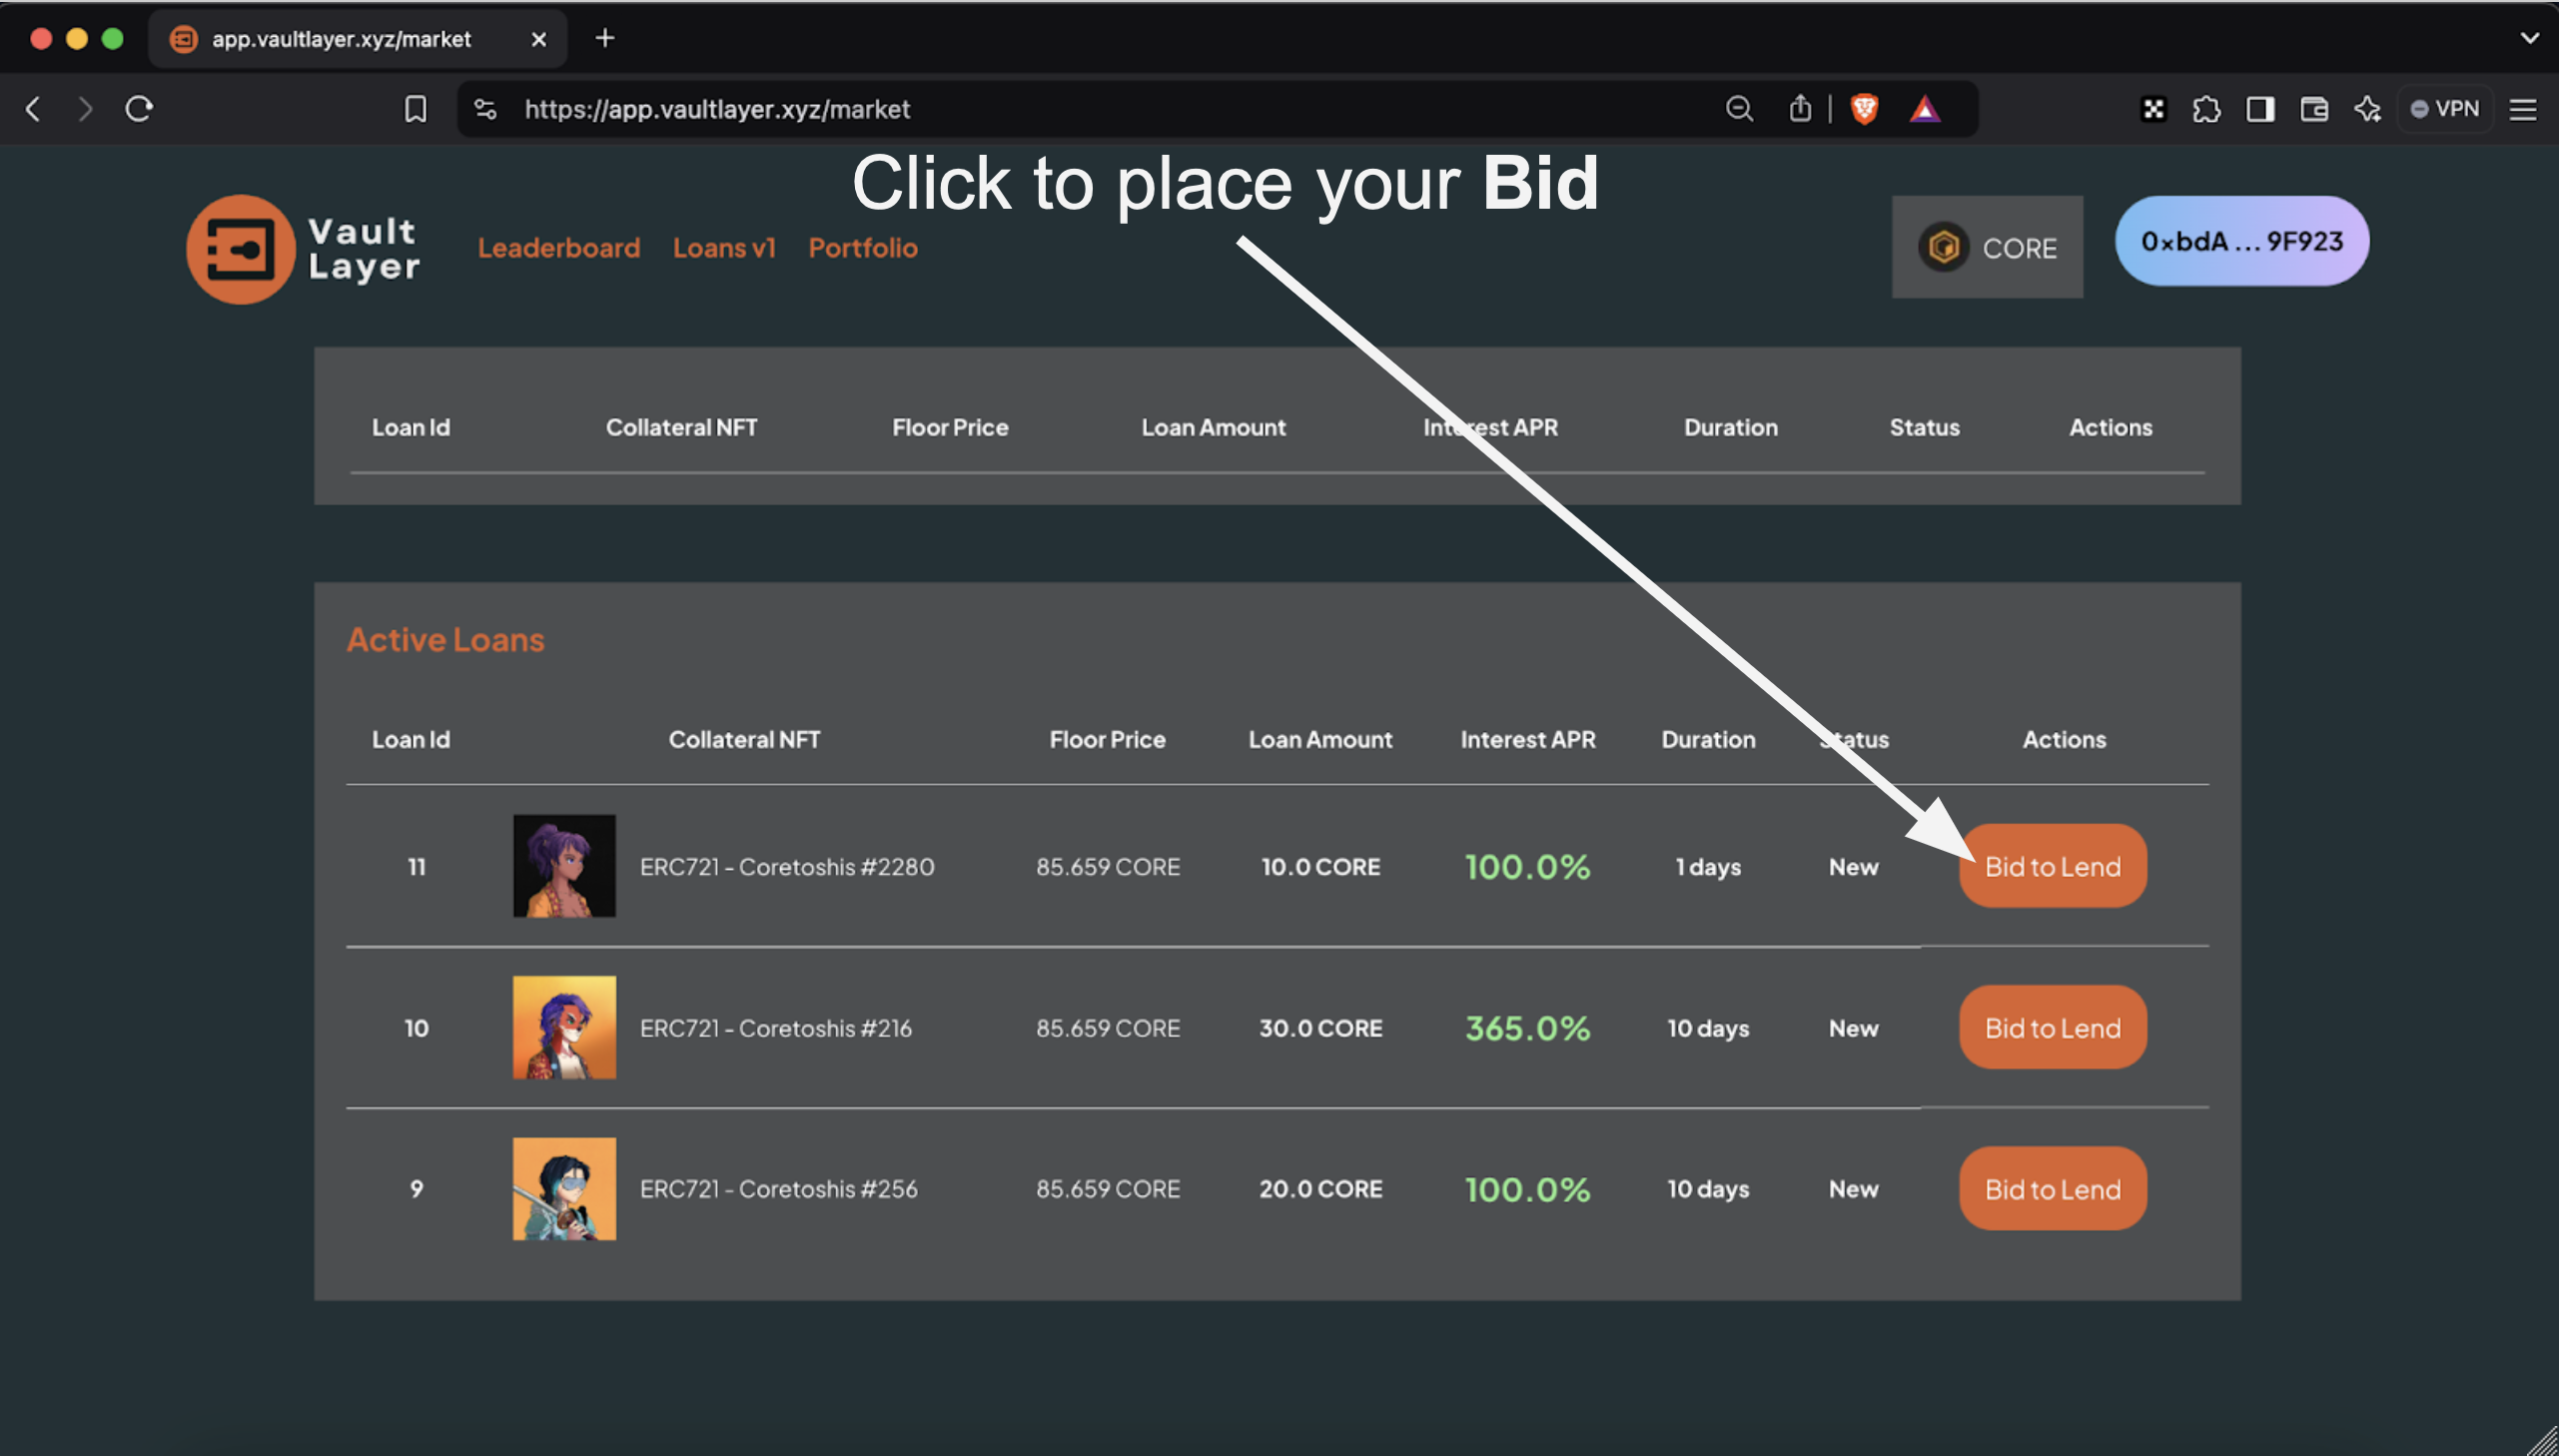 app.vaultlayer.xyz/market
https://app.vaultlayer.xyz/market
VPN
Click to place your Bid
Vault
Layer
Leaderboard Loans v1 Portfolio
CORE
0xbdA ... 9F923
Loan Id Collateral NFT Floor Price Loan Amount Interest APR Duration Status Actions
Active Loans
Loan Id Collateral NFT Floor Price Loan Amount Interest APR Duration Status Actions
11 ERC721 - Coretoshis #2280 85.659 CORE 10.0 CORE 100.0% 1 days New Bid to Lend
10 ERC721 - Coretoshis #216 85.659 CORE 30.0 CORE 365.0% 10 days New Bid to Lend
9 ERC721 - Coretoshis #256 85.659 CORE 20.0 CORE 100.0% 10 days New Bid to Lend